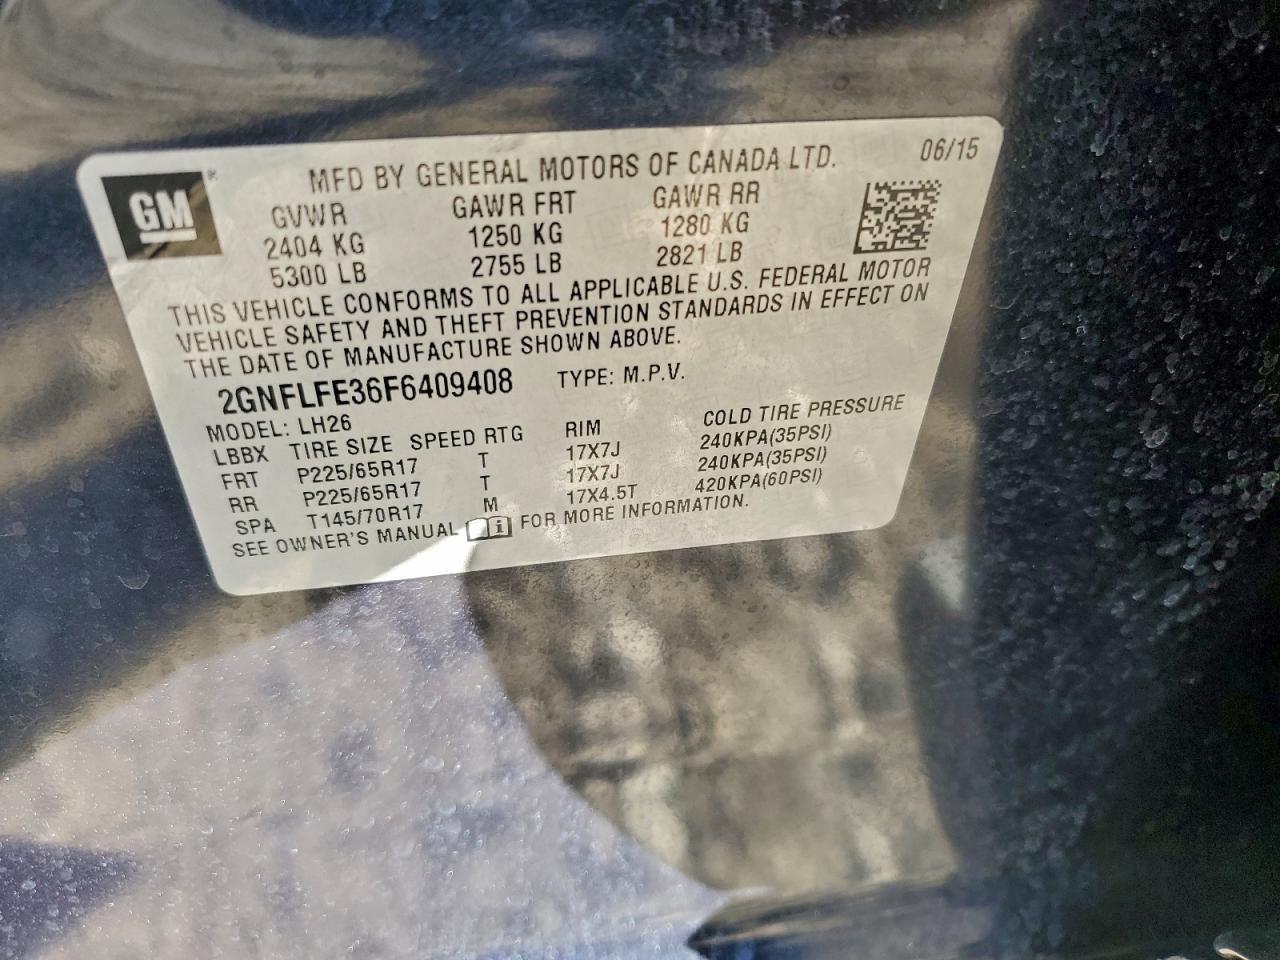 GM®
MFD BY GENERAL MOTORS OF CANADA LTD. 06/15
GVWR GAWR FRT GAWR RR
2404 KG 1250 KG 1280 KG
5300 LB 2755 LB 2821 LB
THIS VEHICLE CONFORMS TO ALL APPLICABLE U.S. FEDERAL MOTOR
VEHICLE SAFETY AND THEFT PREVENTION STANDARDS IN EFFECT ON
THE DATE OF MANUFACTURE SHOWN ABOVE.
2GNFLFE36F6409408 TYPE: M.P.V.
MODEL: LH26
LBBX TIRE SIZE SPEED RTG RIM COLD TIRE PRESSURE
FRT P225/65R17 T 17X7J 240KPA(35PSI)
RR P225/65R17 T 17X7J 240KPA(35PSI)
SPA T145/70R17 M 17X4.5T 420KPA(60PSI)
SEE OWNER'S MANUAL i FOR MORE INFORMATION.